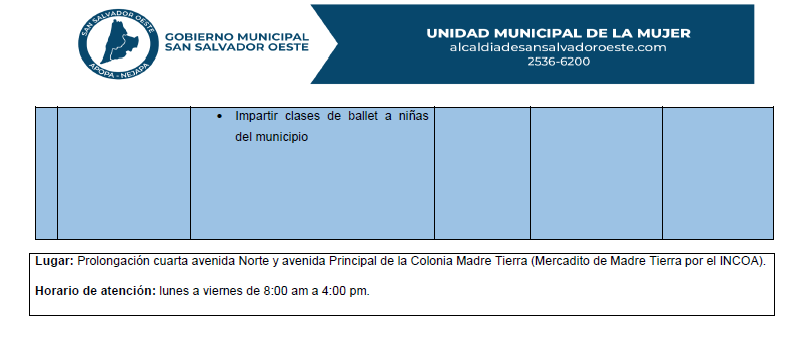 SAN SALVADOR OESTE
APOPA - NEJAPA
GOBIERNO MUNICIPAL
SAN SALVADOR OESTE
UNIDAD MUNICIPAL DE LA MUJER
alcaldiadesansalvadoroeste.com
2536-6200
• Impartir clases de ballet a niñas
del municipio
Lugar: Prolongación cuarta avenida Norte y avenida Principal de la Colonia Madre Tierra (Mercadito de Madre Tierra por el INCOA).
Horario de atención: lunes a viernes de 8:00 am a 4:00 pm.